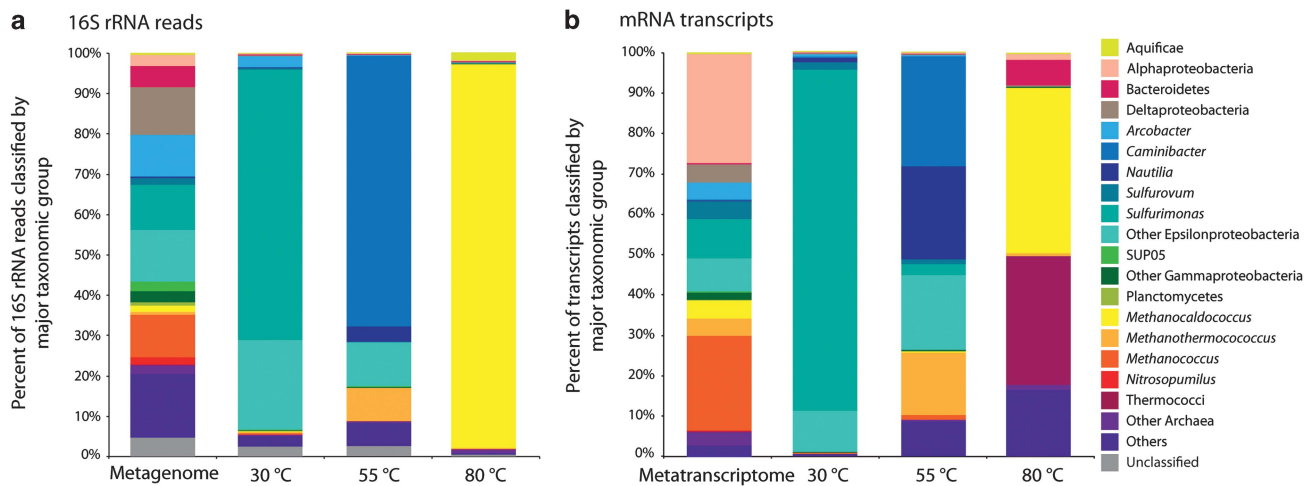 a 16S rRNA reads
Percent of 16S rRNA reads classified by
major taxonomic group
100%
90%
80%
70%
60%
50%
40%
30%
20%
10%
0%
Metagenome 30 °C 55 °C 80 °C
b mRNA transcripts
Percent of transcripts classified by
major taxonomic group
100%
90%
80%
70%
60%
50%
40%
30%
20%
10%
0%
Metatranscriptome 30 °C 55 °C 80 °C
Aquificae
Alphaproteobacteria
Bacteroidetes
Deltaproteobacteria
Arcobacter
Caminibacter
Nautilia
Sulfurovum
Sulfurimonas
Other Epsilonproteobacteria
SUP05
Other Gammaproteobacteria
Planctomycetes
Methanocaldococcus
Methanothermocococcus
Methanococcus
Nitrosopumilus
Thermococci
Other Archaea
Others
Unclassified